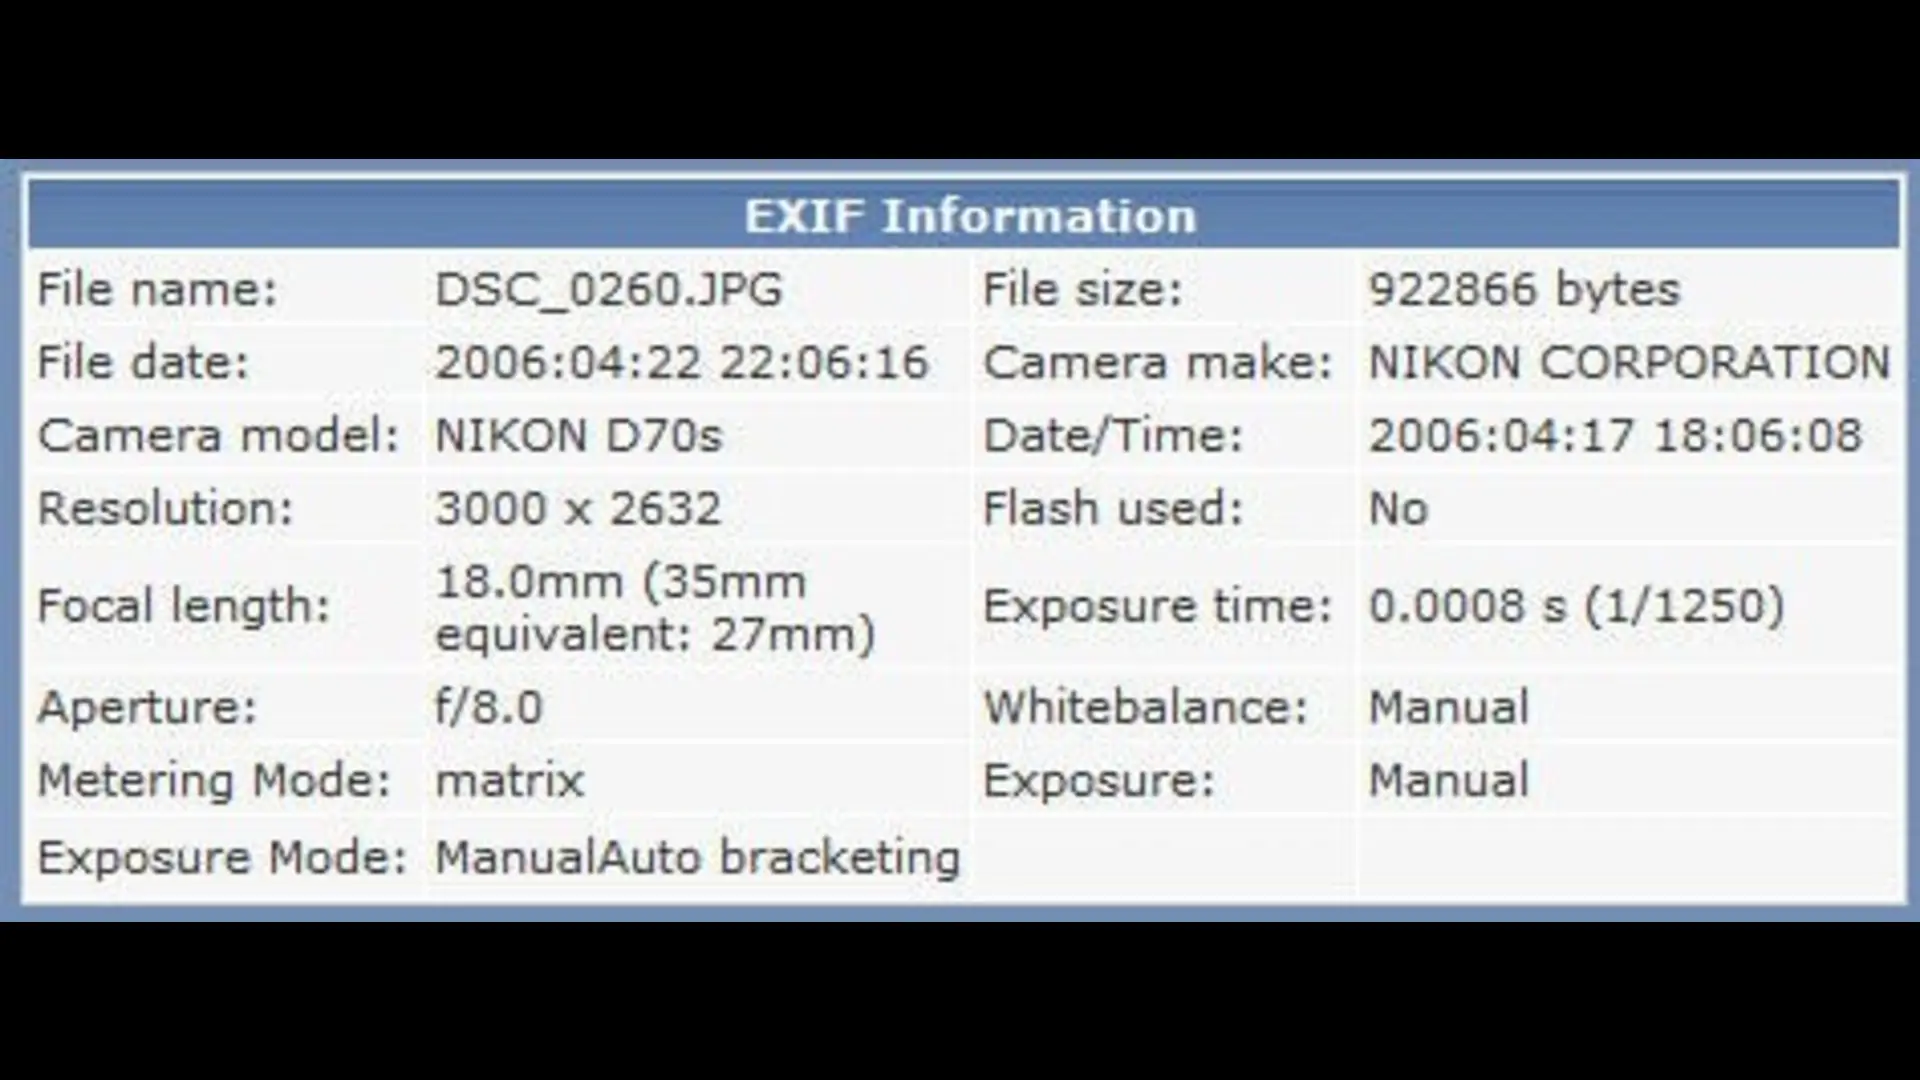 EXIF Information
File name: DSC_0260.JPG File size: 922866 bytes
File date: 2006:04:22 22:06:16 Camera make: NIKON CORPORATION
Camera model: NIKON D70s Date/Time: 2006:04:17 18:06:08
Resolution: 3000 x 2632 Flash used: No
Focal length: 18.0mm (35mm
equivalent: 27mm) Exposure time: 0.0008 s (1/1250)
Aperture: f/8.0 Whitebalance: Manual
Metering Mode: matrix Exposure: Manual
Exposure Mode: ManualAuto bracketing